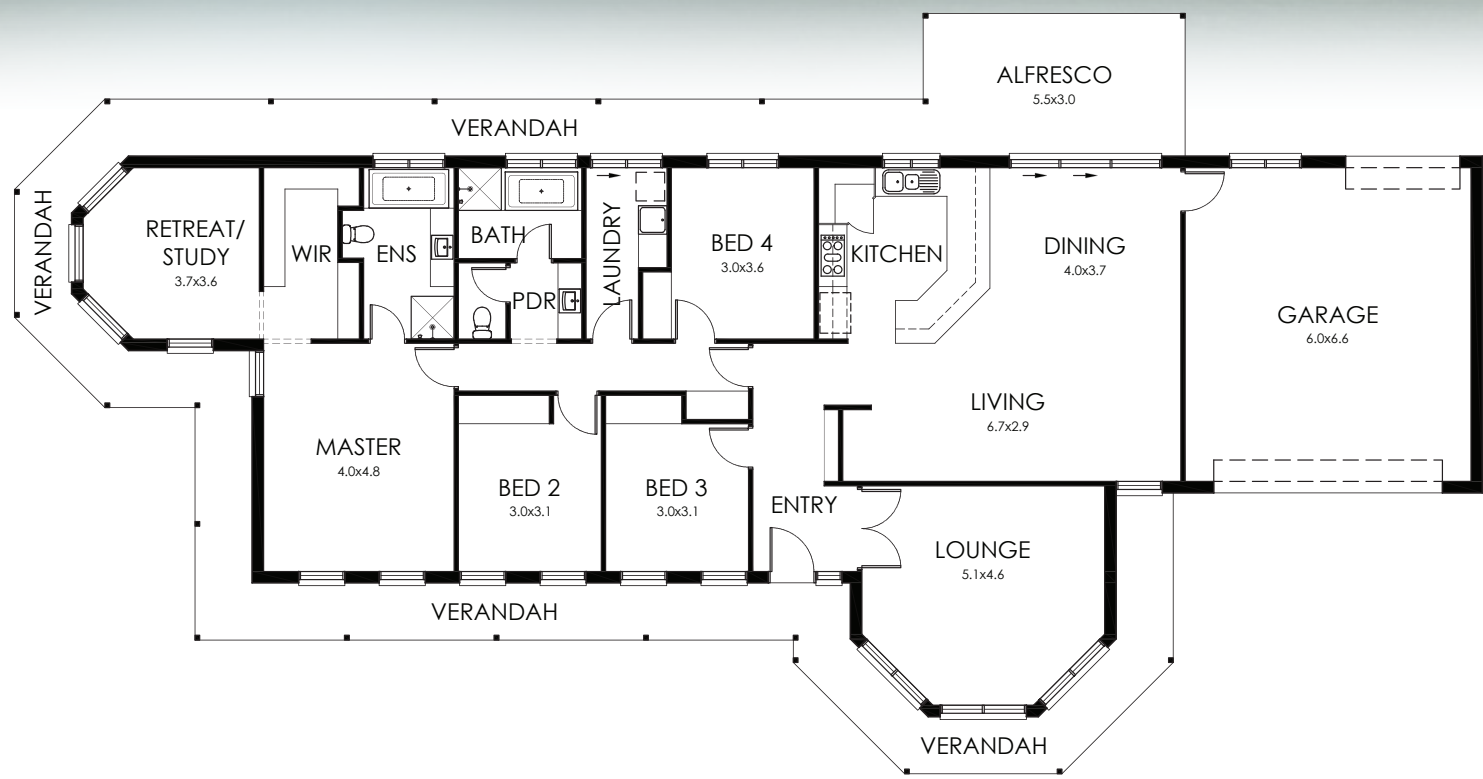 ALFRESCO
5.5x3.0
VERANDAH
VERANDAH
RETREAT/
STUDY
3.7x3.6
WIR
ENS
BATH
PDR
LAUNDRY
BED 4
3.0x3.6
KITCHEN
DINING
4.0x3.7
GARAGE
6.0x6.6
LIVING
6.7x2.9
MASTER
4.0x4.8
BED 2
3.0x3.1
BED 3
3.0x3.1
ENTRY
LOUNGE
5.1x4.6
VERANDAH
VERANDAH